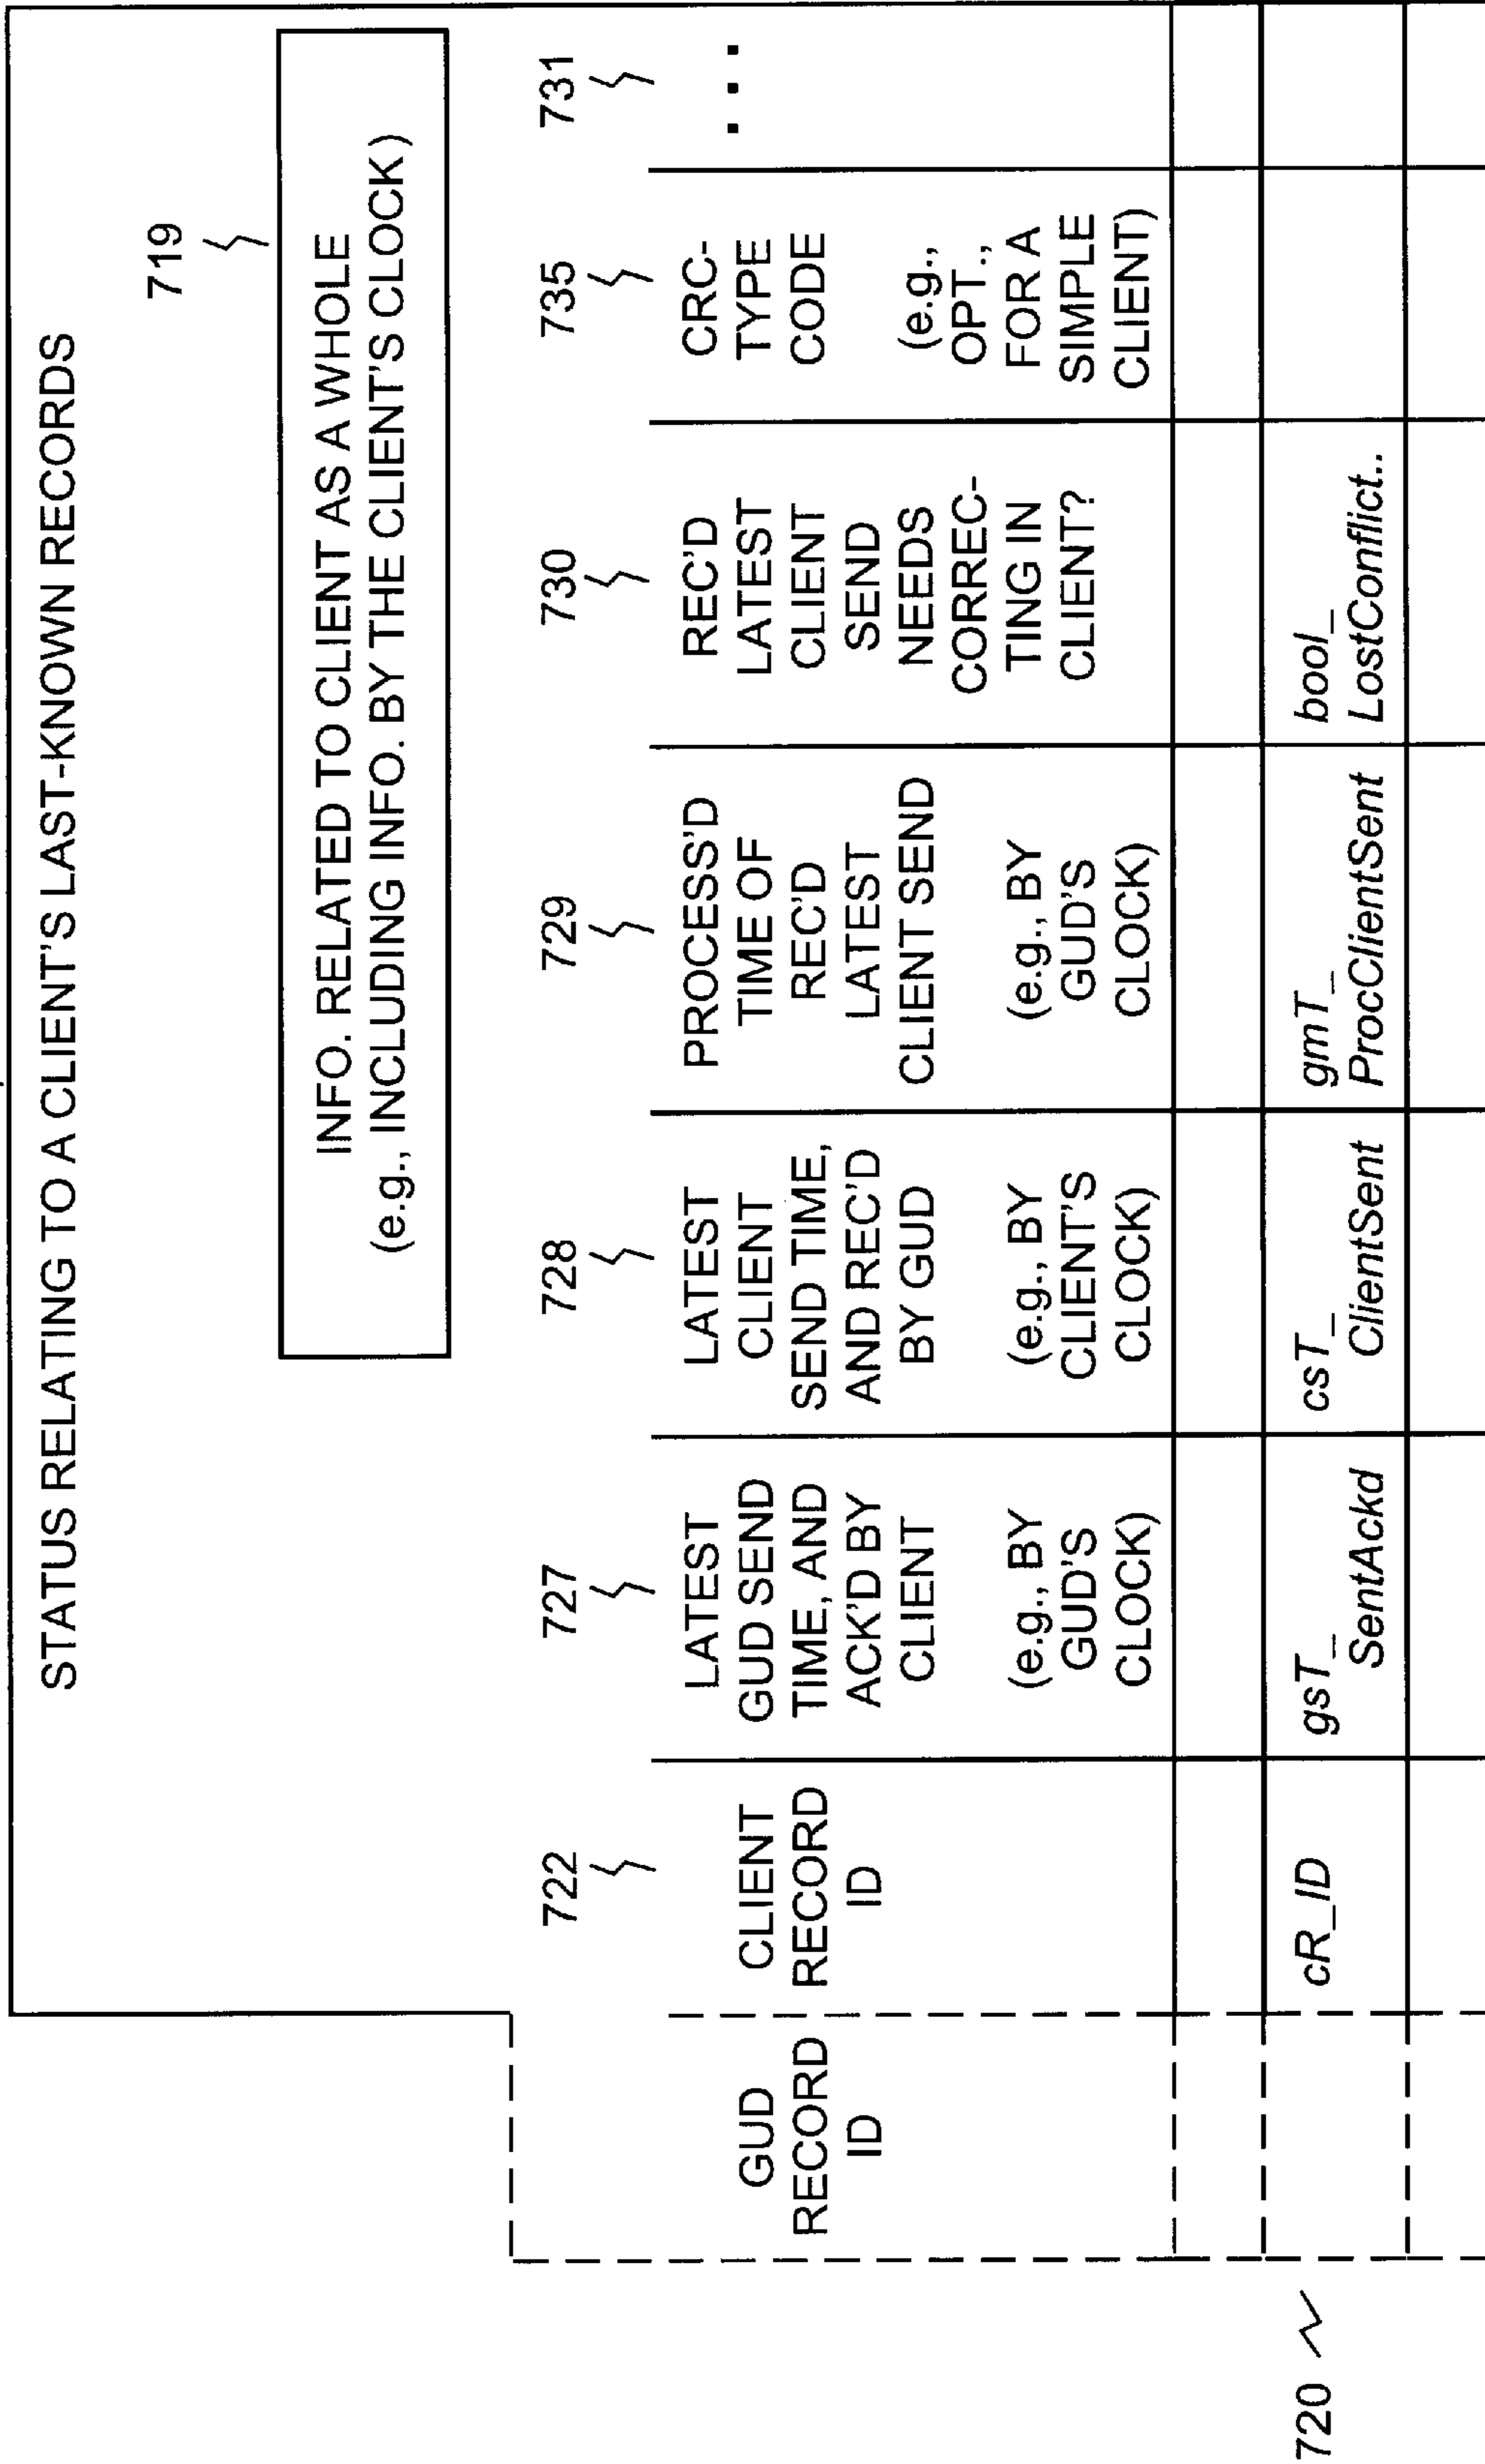 STATUS RELATING TO A CLIENT'S LAST-KNOWN RECORDS
719
INFO. RELATED TO CLIENT AS A WHOLE
(e.g., INCLUDING INFO. BY THE CLIENT'S CLOCK)
GUD
RECORD
ID
722
CLIENT
RECORD
ID
727
LATEST
GUD SEND
TIME, AND
ACK'D BY
CLIENT
(e.g., BY
GUD'S
CLOCK)
728
LATEST
CLIENT
SEND TIME,
AND REC'D
BY GUD
(e.g., BY
CLIENT'S
CLOCK)
729
PROCESS'D
TIME OF
REC'D
LATEST
CLIENT SEND
(e.g., BY
GUD'S
CLOCK)
730
REC'D
LATEST
CLIENT
SEND
NEEDS
CORREC-
TING IN
CLIENT?
735
CRC-
TYPE
CODE
(e.g.,
OPT.,
FOR A
SIMPLE
CLIENT)
731
. . .
720
cR_ID
gsT_
SentAckd
csT_
ClientSent
gmT_
ProcClientSent
bool_
LostConflict..